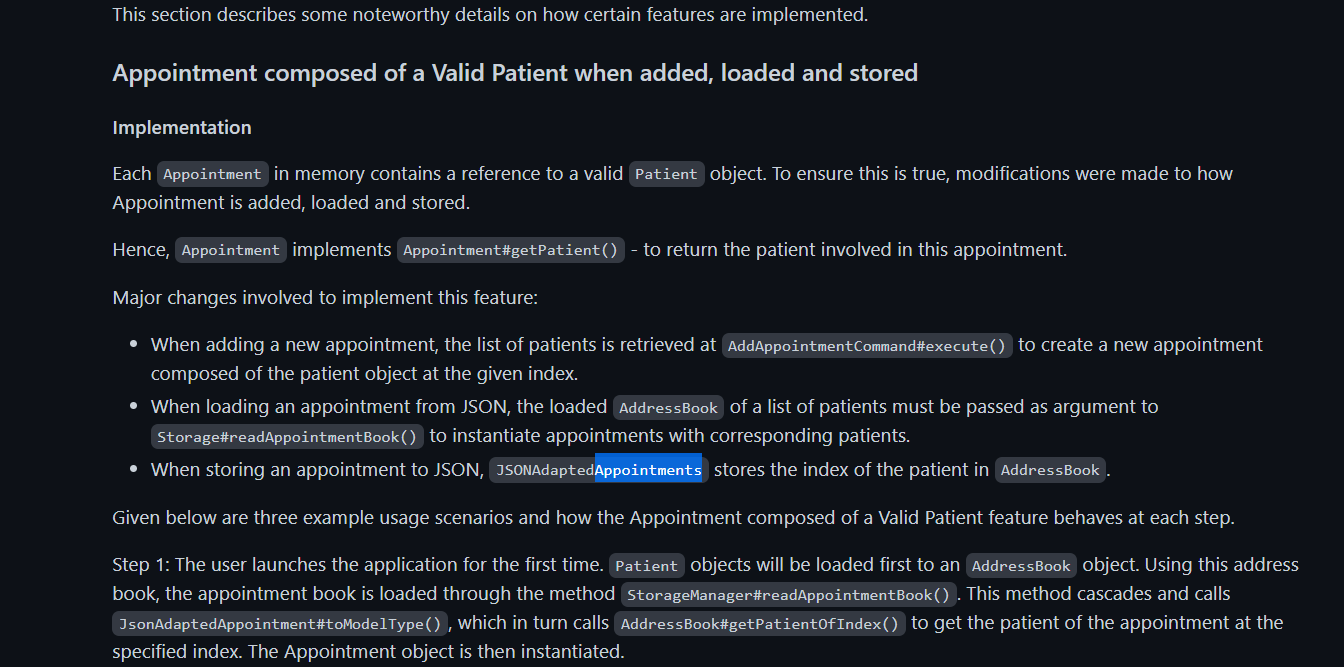 This section describes some noteworthy details on how certain features are implemented.
Appointment composed of a Valid Patient when added, loaded and stored
Implementation
Each Appointment in memory contains a reference to a valid Patient object. To ensure this is true, modifications were made to how
Appointment is added, loaded and stored.
Hence, Appointment implements Appointment#getPatient() - to return the patient involved in this appointment.
Major changes involved to implement this feature:
• When adding a new appointment, the list of patients is retrieved at AddAppointmentCommand#execute() to create a new appointment
composed of the patient object at the given index.
• When loading an appointment from JSON, the loaded AddressBook of a list of patients must be passed as argument to
Storage#readAppointmentBook() to instantiate appointments with corresponding patients.
• When storing an appointment to JSON, JSONAdaptedAppointments stores the index of the patient in AddressBook.
Given below are three example usage scenarios and how the Appointment composed of a Valid Patient feature behaves at each step.
Step 1: The user launches the application for the first time. Patient objects will be loaded first to an AddressBook object. Using this address
book, the appointment book is loaded through the method StorageManager#readAppointmentBook(). This method cascades and calls
JsonAdaptedAppointment#toModelType(), which in turn calls AddressBook#getPatientOfIndex() to get the patient of the appointment at the
specified index. The Appointment object is then instantiated.